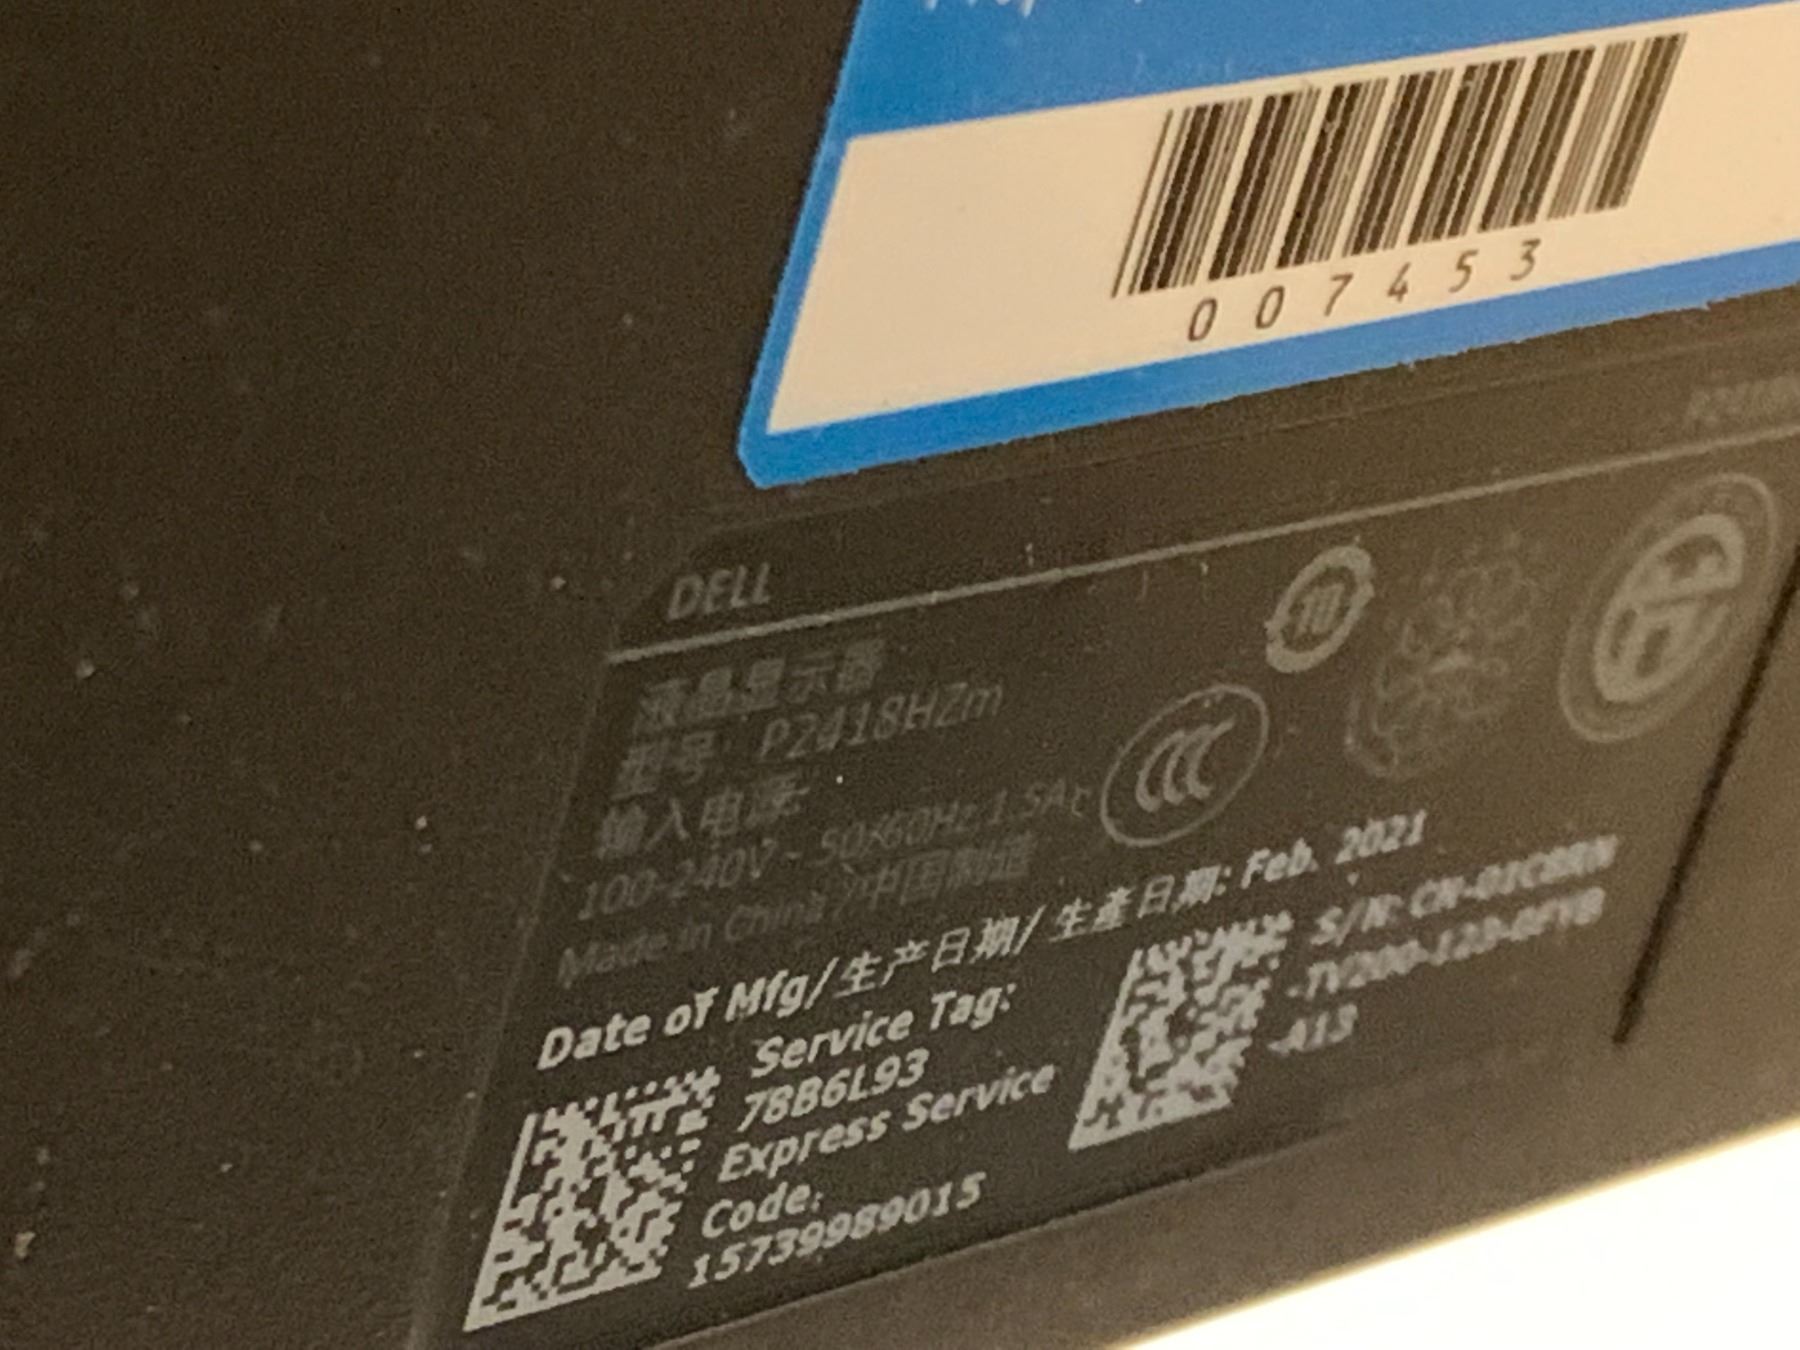 007453
DELL
液晶显示器
型号: P2418HZm
输入电源:
100-240V~ 50/60Hz 1.5A
Made in China /中国制造
Date of Mfg/生产日期/生產日期: Feb. 2021
Service Tag:
78B6L93
Express Service
Code:
15739989015
S/N:
-A13